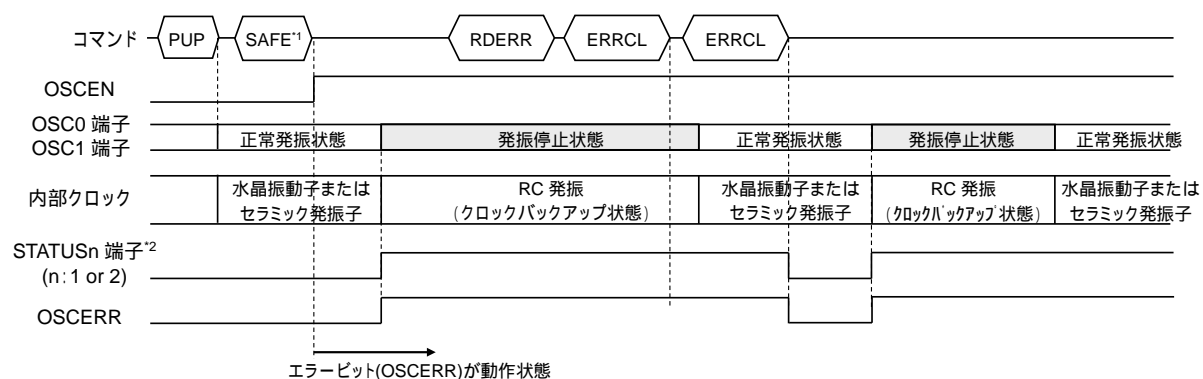 コマンド PUP SAFE*1 RDERR ERRCL ERRCL
OSCEN
OSC0 端子
OSC1 端子
正常発振状態 発振停止状態 正常発振状態 発振停止状態 正常発振状態
内部クロック
水晶振動子または
セラミック発振子
RC 発振
(クロックバックアップ状態)
水晶振動子または
セラミック発振子
RC 発振
(クロックバックアップ状態)
水晶振動子または
セラミック発振子
STATUSn 端子*2
(n:1 or 2)
OSCERR
エラービット(OSCERR)が動作状態